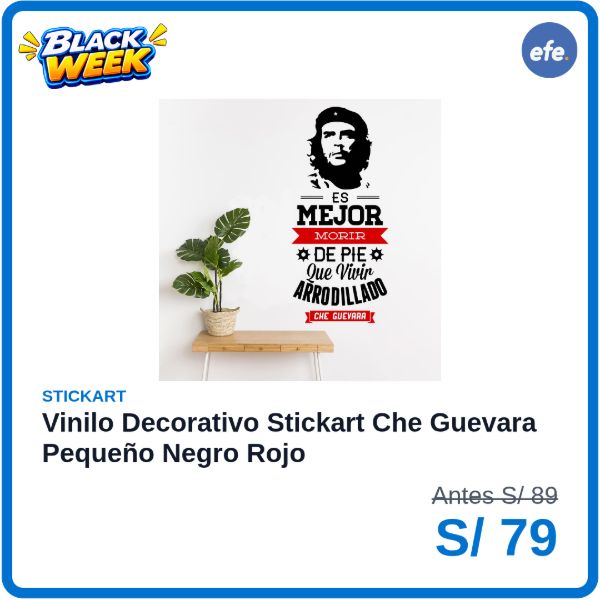 BLACK
WEEK
efe.
ES
MEJOR
MORIR
DE PIE
Que Vivir
ARRODILLADO
CHE GUEVARA
STICKART
Vinilo Decorativo Stickart Che Guevara
Pequeño Negro Rojo
Antes S/ 89
S/ 79